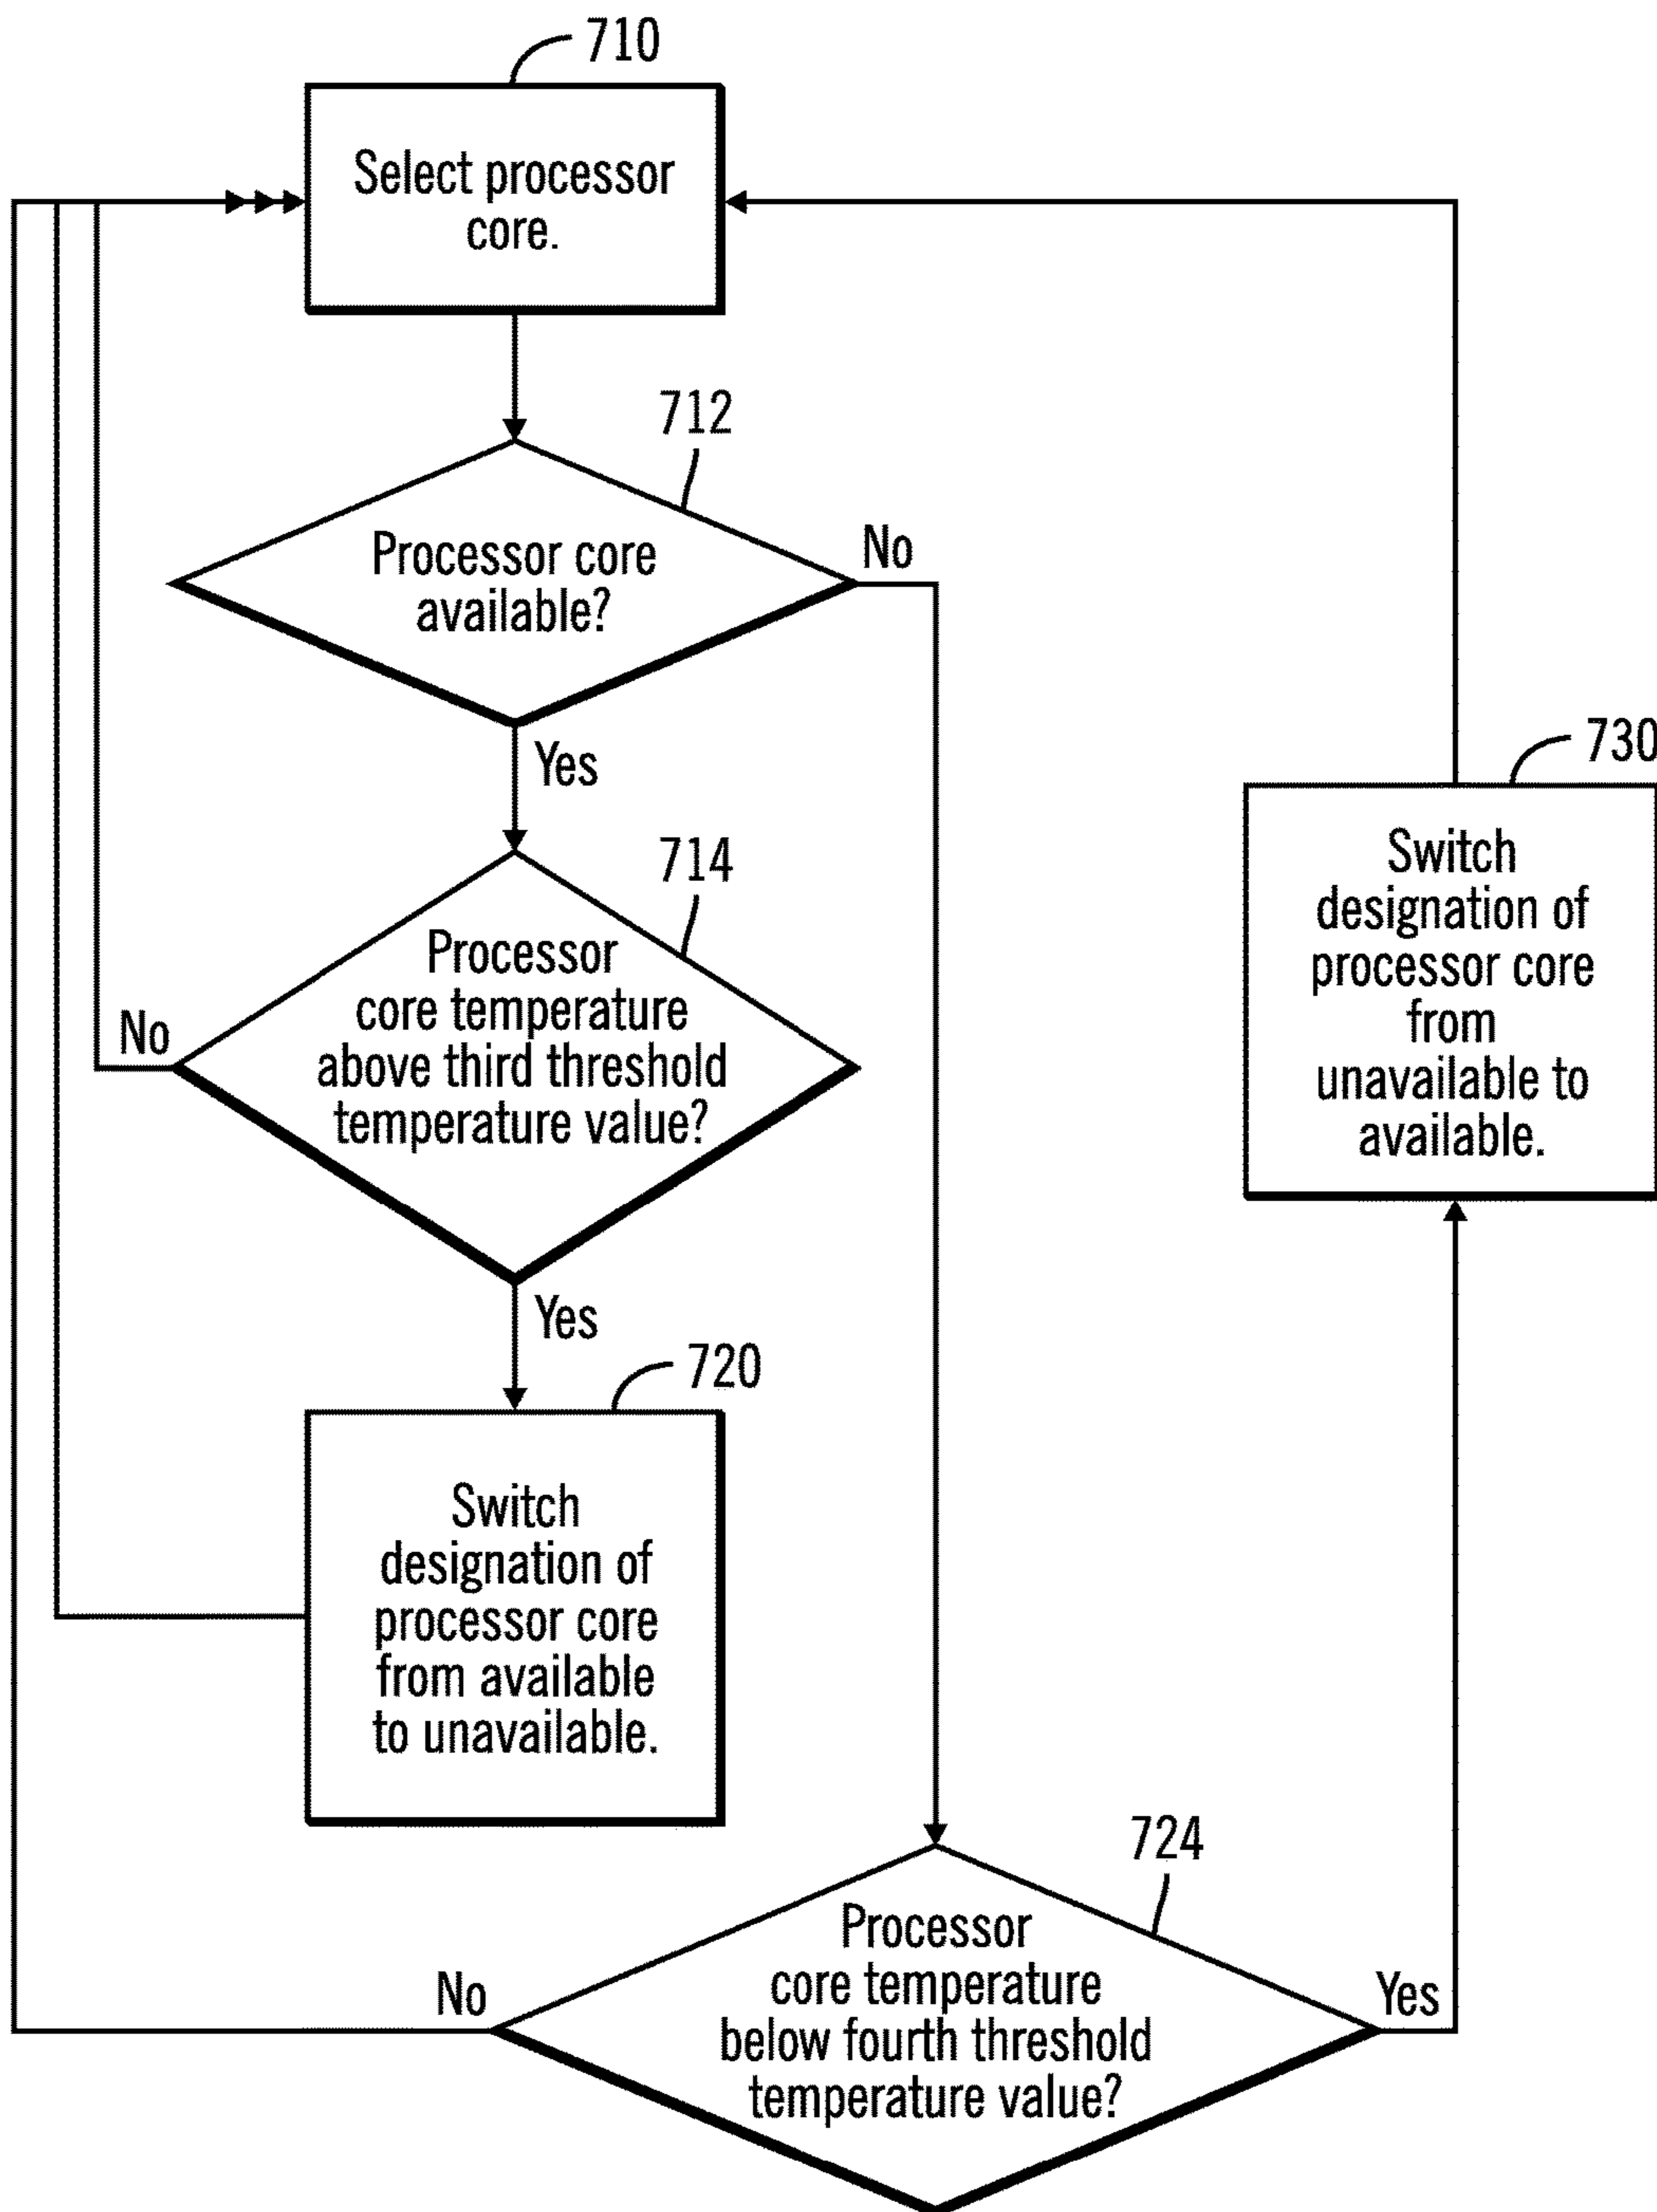 710
Select processor
core.
712
Processor core
available?
No
Yes
714
Processor
core temperature
above third threshold
temperature value?
No
Yes
720
Switch
designation of
processor core
from available
to unavailable.
724
Processor
core temperature
below fourth threshold
temperature value?
No
Yes
730
Switch
designation of
processor core
from
unavailable to
available.